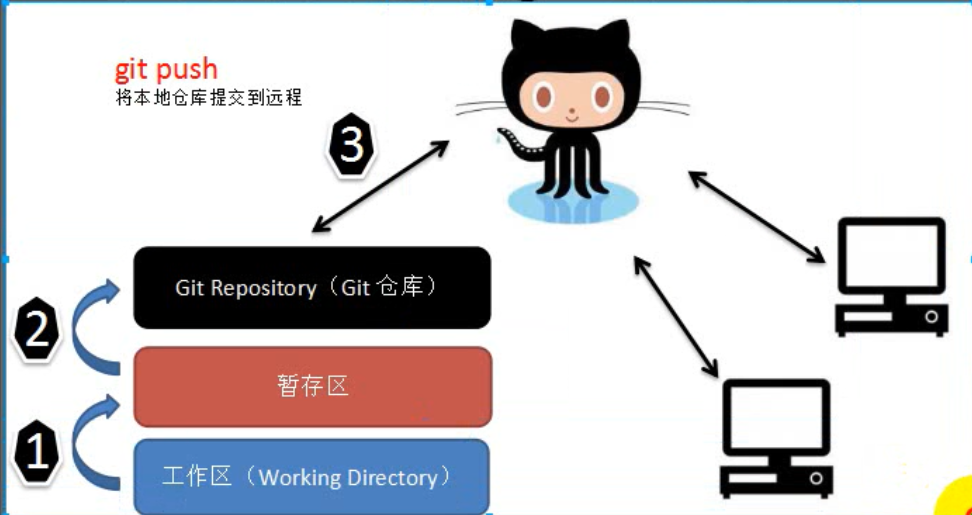 git push
将本地仓库提交到远程
3
Git Repository（Git 仓库）
2
暂存区
1
工作区（Working Directory）